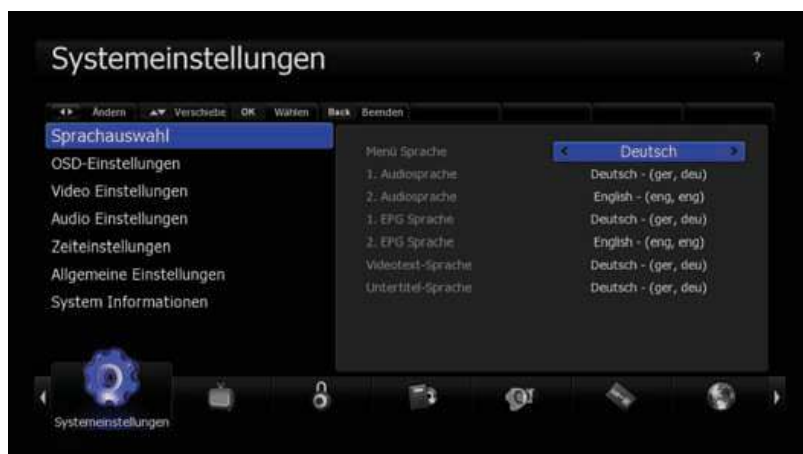 Systemeinstellungen
?
Ändern Verschiebe OK Wählen Back Beenden
Sprachauswahl
OSD-Einstellungen
Video Einstellungen
Audio Einstellungen
Zeiteinstellungen
Allgemeine Einstellungen
System Informationen
Menü Sprache < Deutsch >
1. Audiosprache Deutsch - (ger, deu)
2. Audiosprache English - (eng, eng)
1. EPG Sprache Deutsch - (ger, deu)
2. EPG Sprache English - (eng, eng)
Videotext-Sprache Deutsch - (ger, deu)
Untertitel-Sprache Deutsch - (ger, deu)
Systemeinstellungen